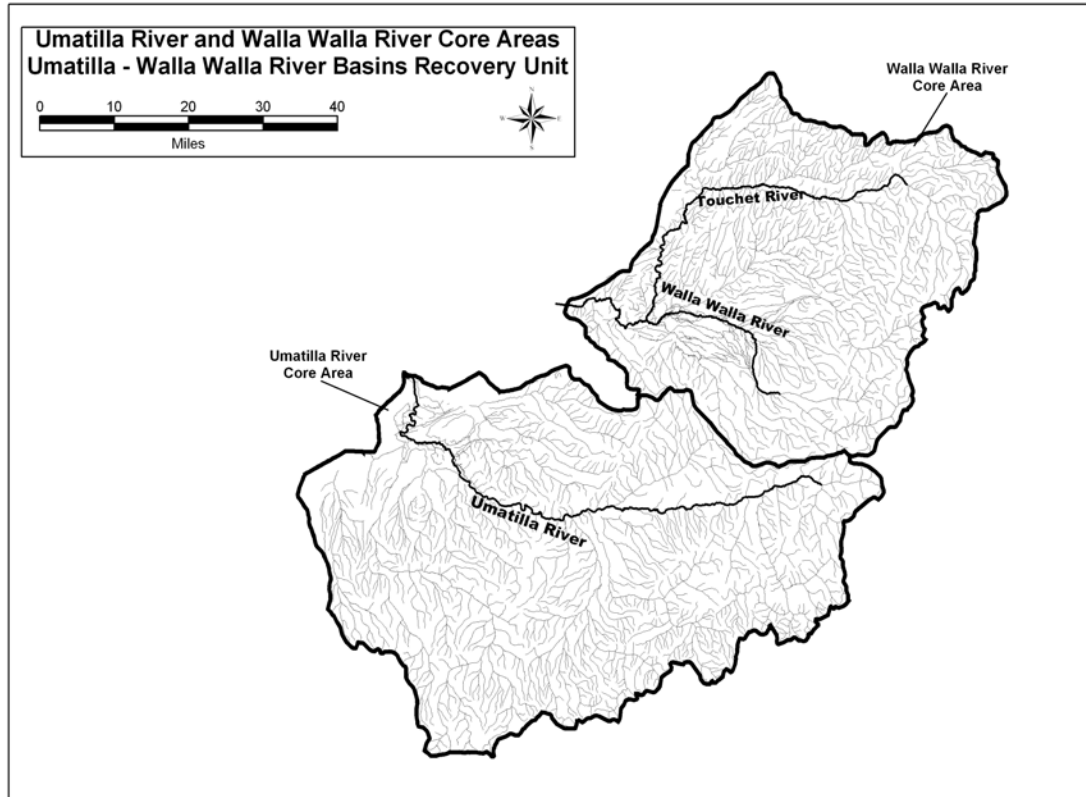 Umatilla River and Walla Walla River Core Areas
Umatilla - Walla Walla River Basins Recovery Unit
0 10 20 30 40
Miles
N
W E
S
Walla Walla River
Core Area
Touchet River
Walla Walla River
Umatilla River
Core Area
Umatilla River